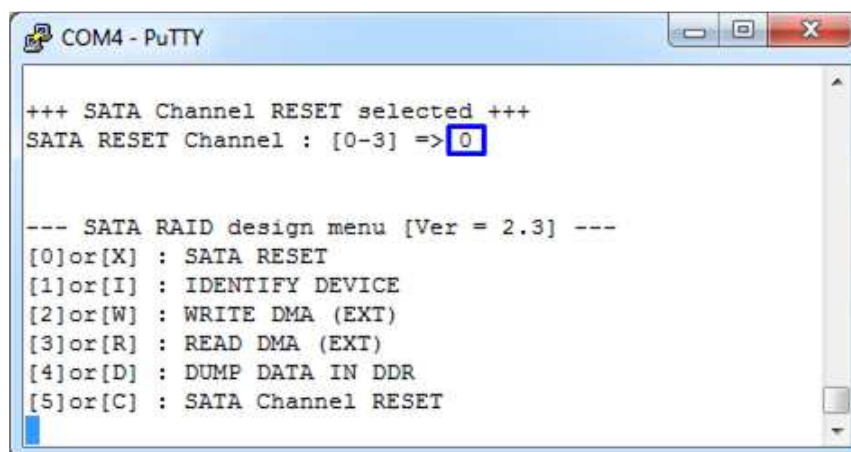 COM4 - PuTTY
+++ SATA Channel RESET selected +++
SATA RESET Channel : [0-3] => 0
--- SATA RAID design menu [Ver = 2.3] ---
[0]or[X] : SATA RESET
[1]or[I] : IDENTIFY DEVICE
[2]or[W] : WRITE DMA (EXT)
[3]or[R] : READ DMA (EXT)
[4]or[D] : DUMP DATA IN DDR
[5]or[C] : SATA Channel RESET